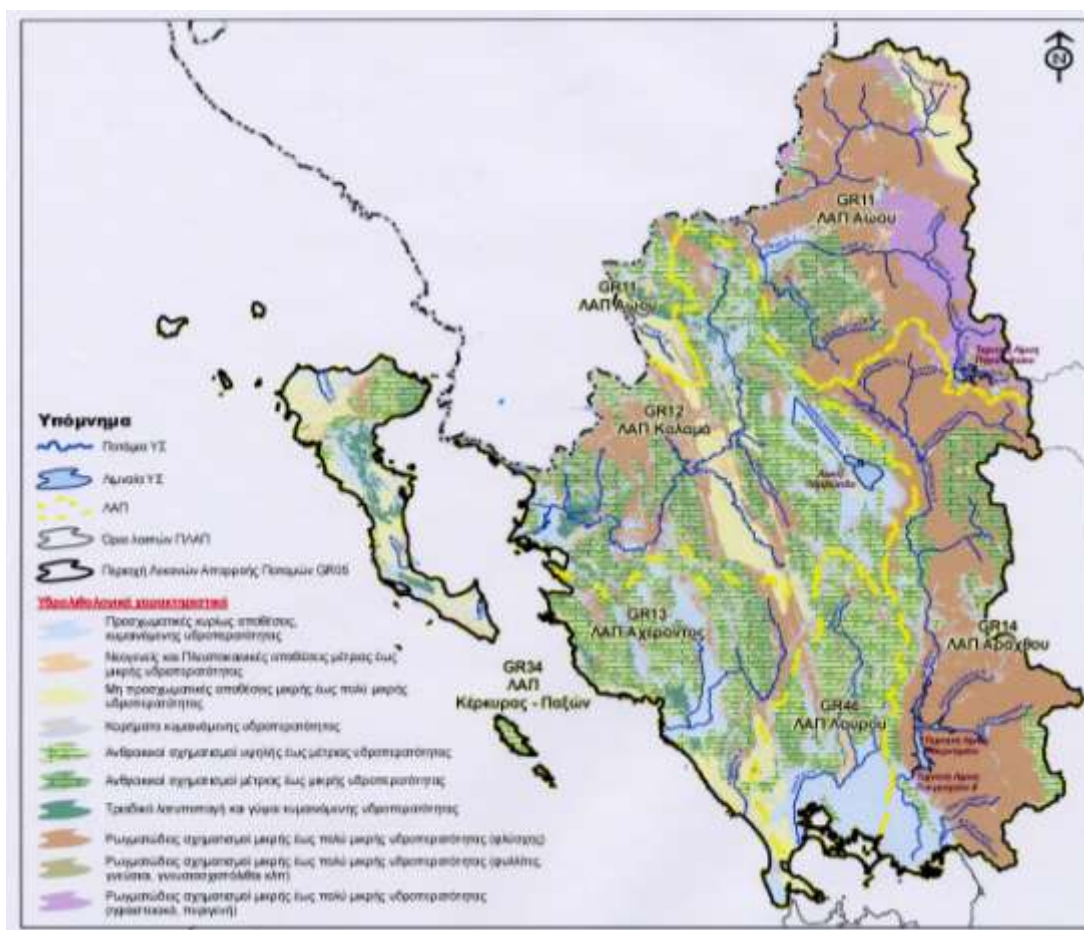 N
GR11
ΛΑΠ Αώου
GR11
ΛΑΠ Αώου
GR12
ΛΑΠ Καλαμά
GR13
ΛΑΠ Αχέροντος
GR14
ΛΑΠ Αράχθου
GR34
ΛΑΠ
Κέρκυρας - Παξών
GR46
ΛΑΠ Λούρου
Υπόμνημα
Ποτάμια ΥΣ
Λιμναία ΥΣ
ΛΑΠ
Όρια λοιπών ΠΛΑΠ
Περιοχή Λεκανών Απορροής Ποταμών GR05
Υδρολιθολογικά χαρακτηριστικά
Προσχωματικές κυρίως αποθέσεις,
κυμαινόμενης υδροπερατότητας
Νεογενείς και Πλειστοκαινικές αποθέσεις μέτριας έως
μικρής υδροπερατότητας
Μη προσχωματικές αποθέσεις μικρής έως πολύ μικρής
υδροπερατότητας
Κορήματα κυμαινόμενης υδροπερατότητας
Ανθρακικοί σχηματισμοί υψηλής έως μέτριας υδροπερατότητας
Ανθρακικοί σχηματισμοί μέτριας έως μικρής υδροπερατότητας
Τριαδικά λατυποπαγή και γύψοι κυμαινόμενης υδροπερατότητας
Ρωγματώδεις σχηματισμοί μικρής έως πολύ μικρής υδροπερατότητας (φλύσχης)
Ρωγματώδεις σχηματισμοί μικρής έως πολύ μικρής υδροπερατότητας (φυλλίτες,
γνεύσιοι, γνευσιοσχιστόλιθοι κλπ)
Ρωγματώδεις σχηματισμοί μικρής έως πολύ μικρής υδροπερατότητας
(ηφαιστειακά, πυριγενή)